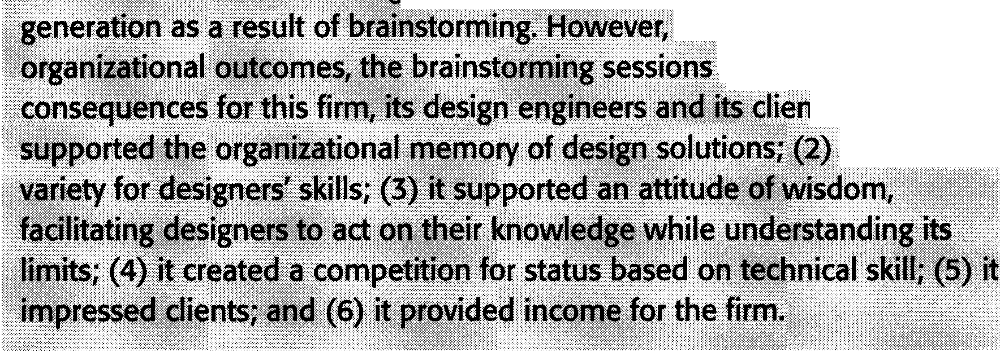 generation as a result of brainstorming. However,
organizational outcomes, the brainstorming sessions
consequences for this firm, its design engineers and its clien
supported the organizational memory of design solutions; (2)
variety for designers' skills; (3) it supported an attitude of wisdom,
facilitating designers to act on their knowledge while understanding its
limits; (4) it created a competition for status based on technical skill; (5) it
impressed clients; and (6) it provided income for the firm.